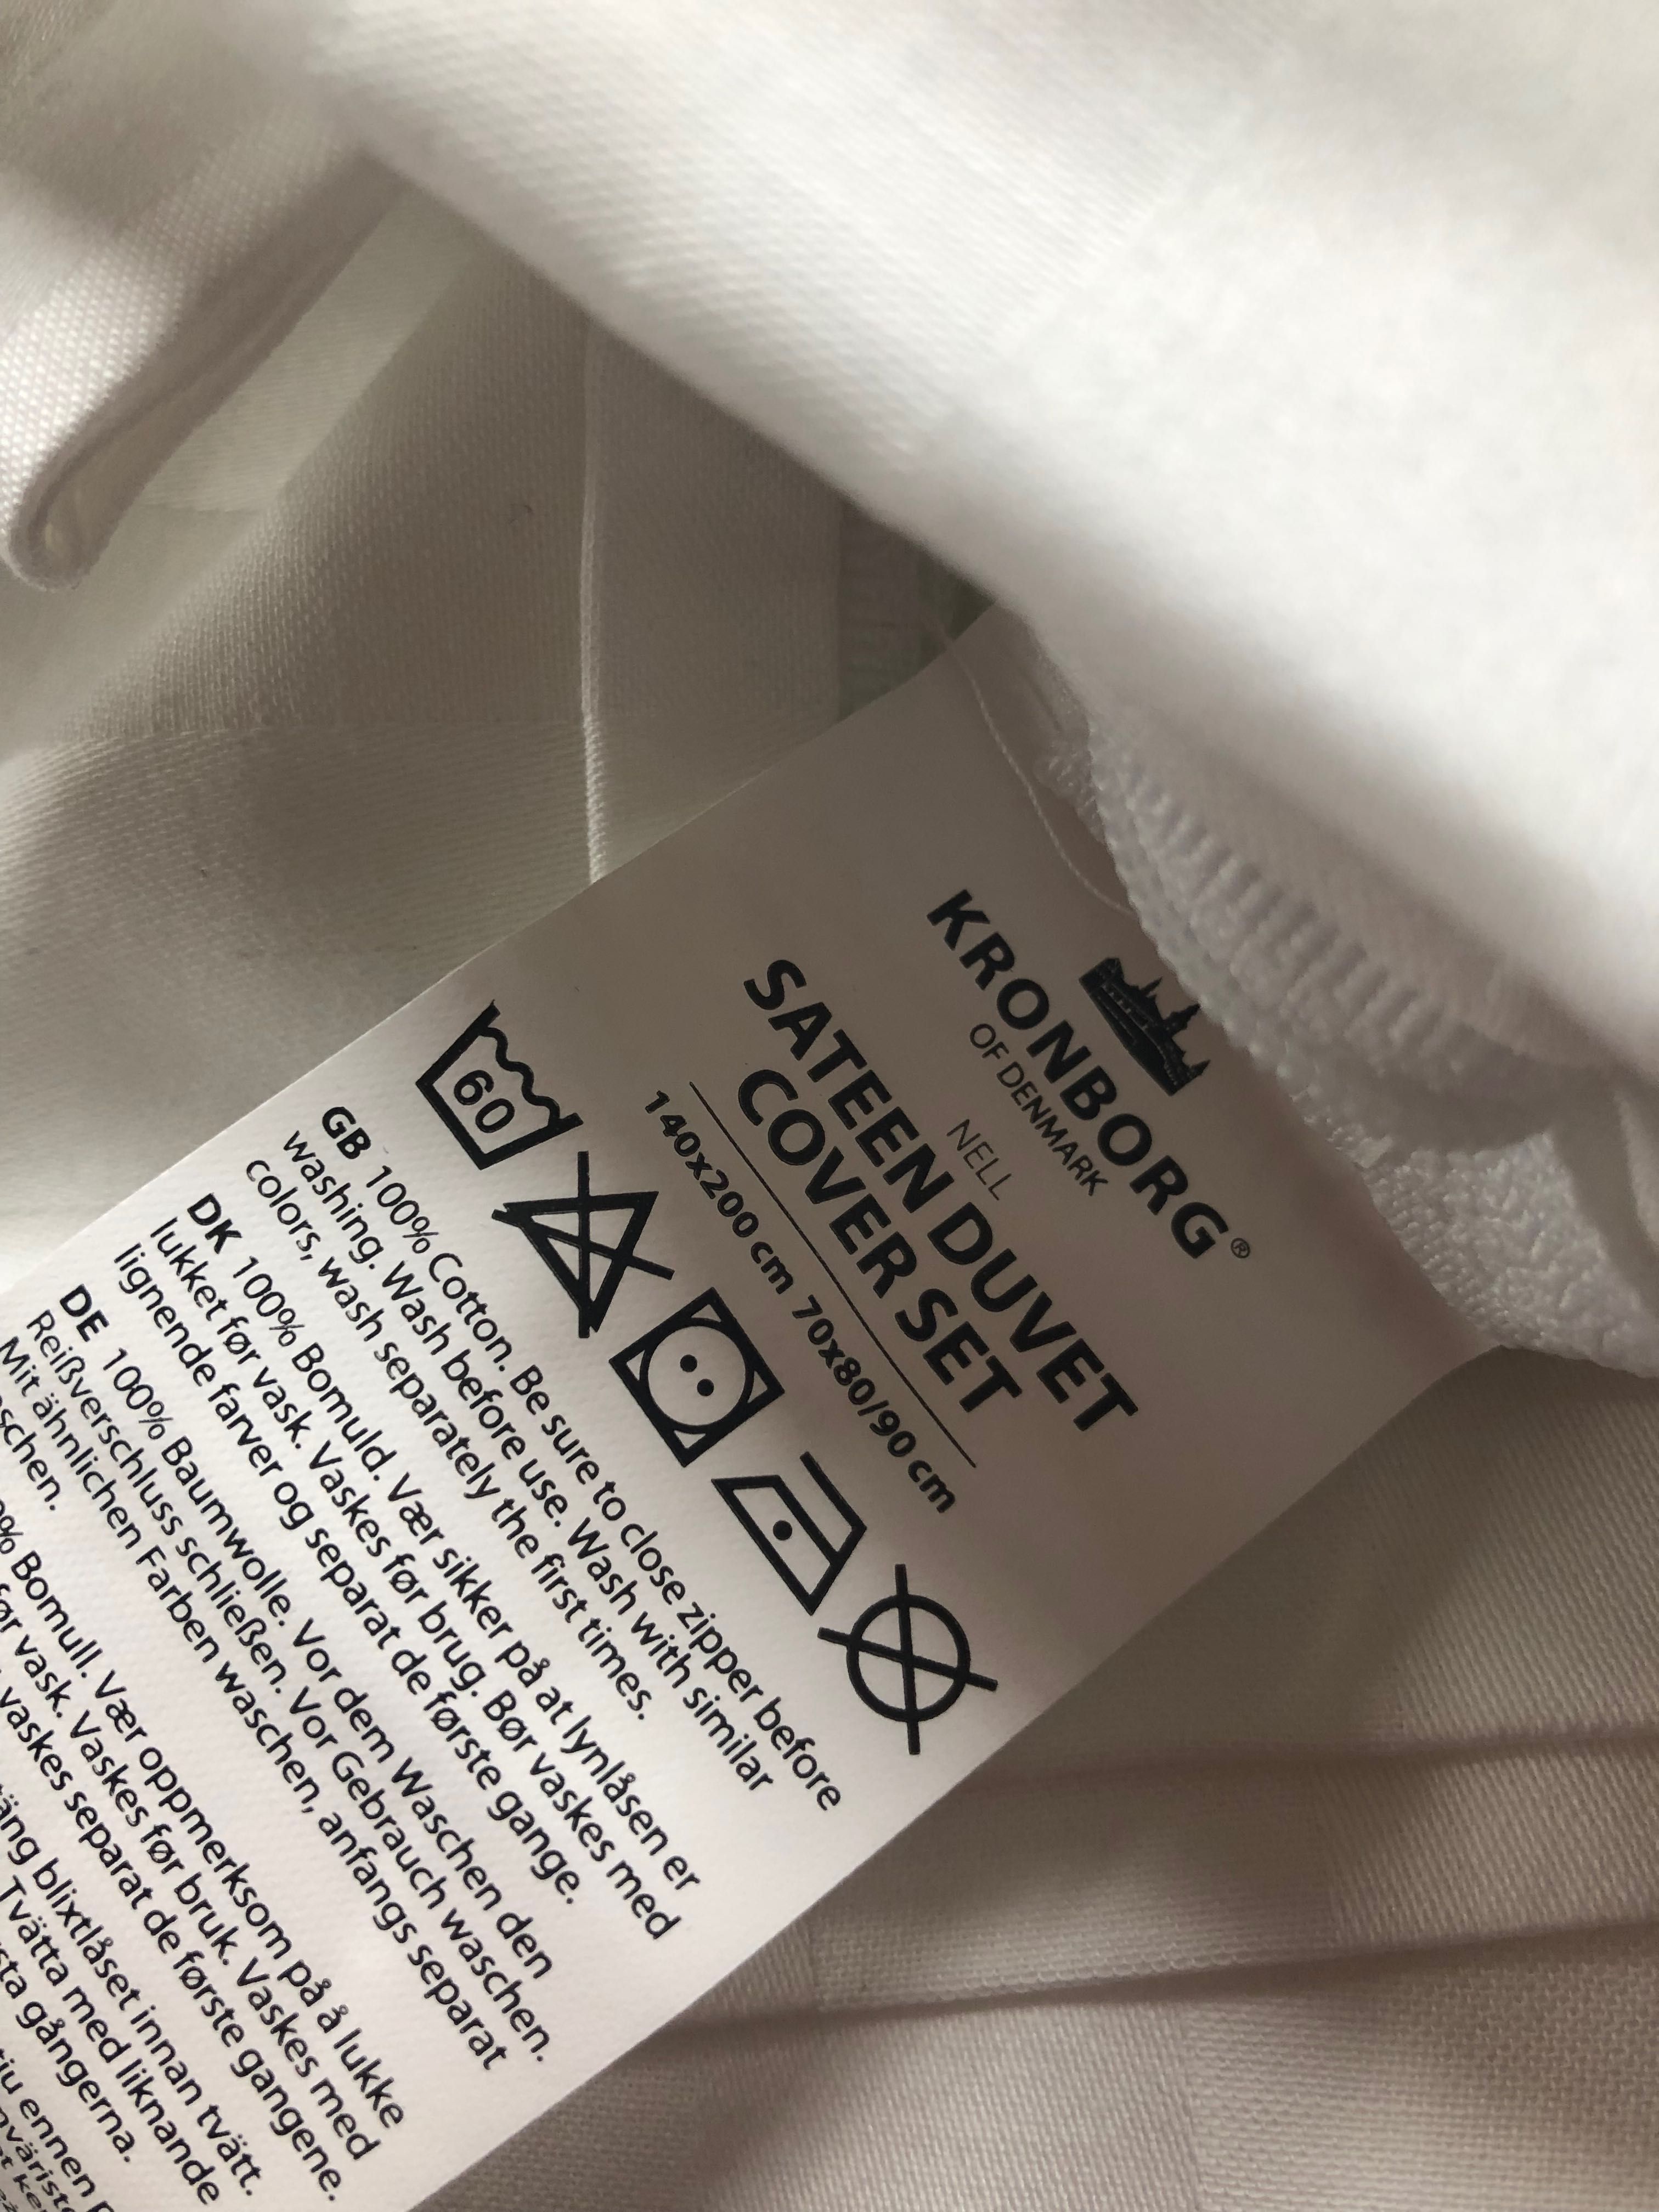 KRONBORG®
OF DENMARK
NELL
SATEEN DUVET
COVER SET
140x200 cm 70x80/90 cm
60
GB 100% Cotton. Be sure to close zipper before
washing. Wash before use. Wash with similar
colors, wash separately the first times.
DK 100% Bomuld. Vær sikker på at lynlåsen er
lukket før vask. Vaskes før brug. Bør vaskes med
lignende farver og separat de første gange.
DE 100% Baumwolle. Vor dem Waschen den
Reißverschluss schließen. Vor Gebrauch waschen.
Mit ähnlichen Farben waschen, anfangs separat
Bomull. Vær oppmerksom på å lukke
før vask. Vaskes før bruk. Vaskes med
vaskes separat de første gangene.
blixtlåset innan tvätt.
Tvätta med liknande
gångerna.
ennen